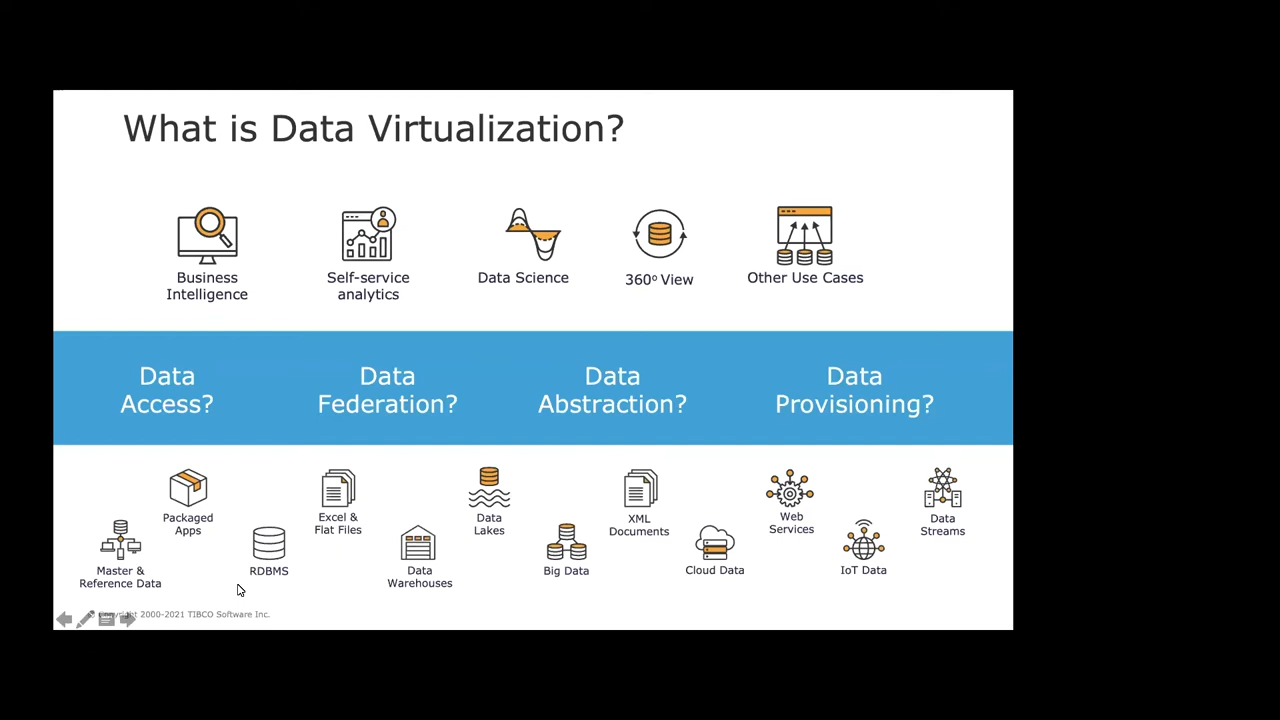 What is Data Virtualization?
Business
Intelligence
Self-service
analytics
Data Science
360º View
Other Use Cases
Data
Access?
Data
Federation?
Data
Abstraction?
Data
Provisioning?
Packaged
Apps
Excel &
Flat Files
Data
Lakes
XML
Documents
Web
Services
Data
Streams
Master &
Reference Data
RDBMS
Data
Warehouses
Big Data
Cloud Data
IoT Data
© Copyright 2000-2021 TIBCO Software Inc.